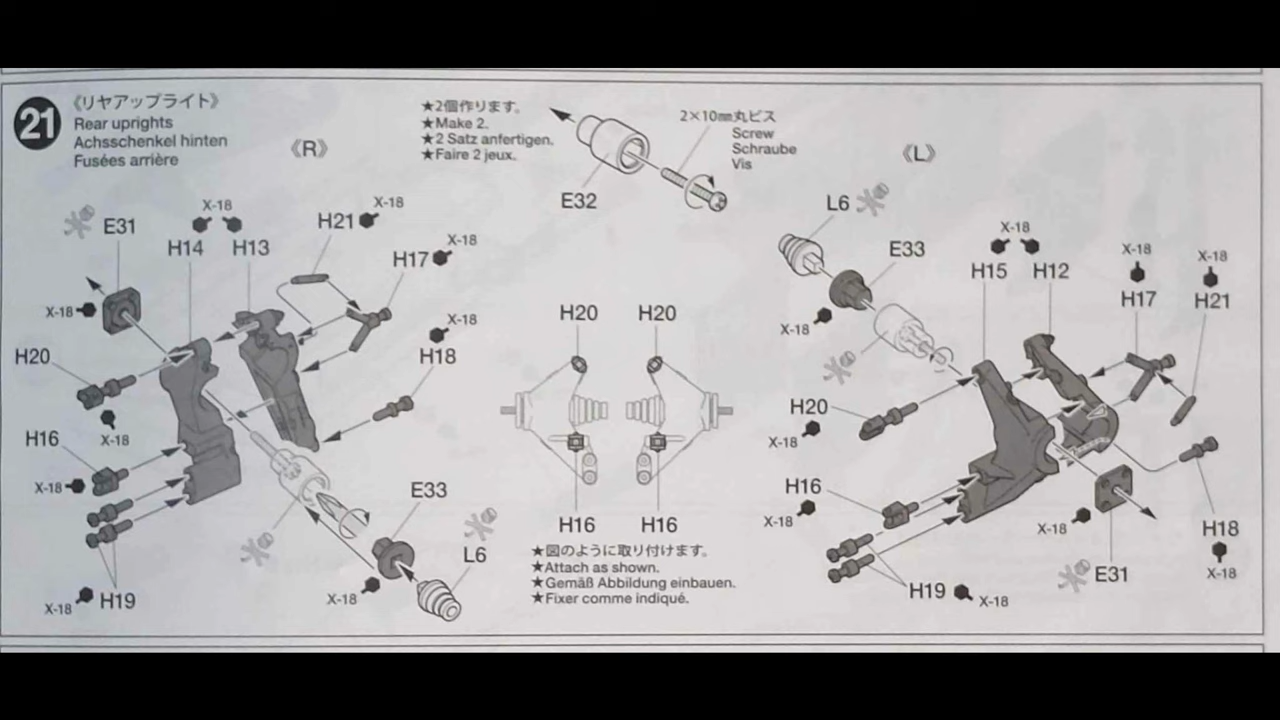 21
《リヤアップライト》
Rear uprights
Achsschenkel hinten
Fusées arrière
《R》
★2個作ります。
★Make 2.
★2 Satz anfertigen.
★Faire 2 jeux.
2×10㎜丸ビス
Screw
Schraube
Vis
E32
《L》
E31
X-18
H14 H13
H21 X-18
H17 X-18
X-18
H18
X-18
H20
X-18
H16
X-18
X-18 H19
E33
X-18
L6
H20 H20
H16 H16
★図のように取り付けます。
★Attach as shown.
★Gemäß Abbildung einbauen.
★Fixer comme indiqué.
L6
E33
X-18
X-18
H15 H12
X-18
H17
X-18
H21
H20
X-18
H16
X-18
H19 X-18
X-18
E31
H18
X-18